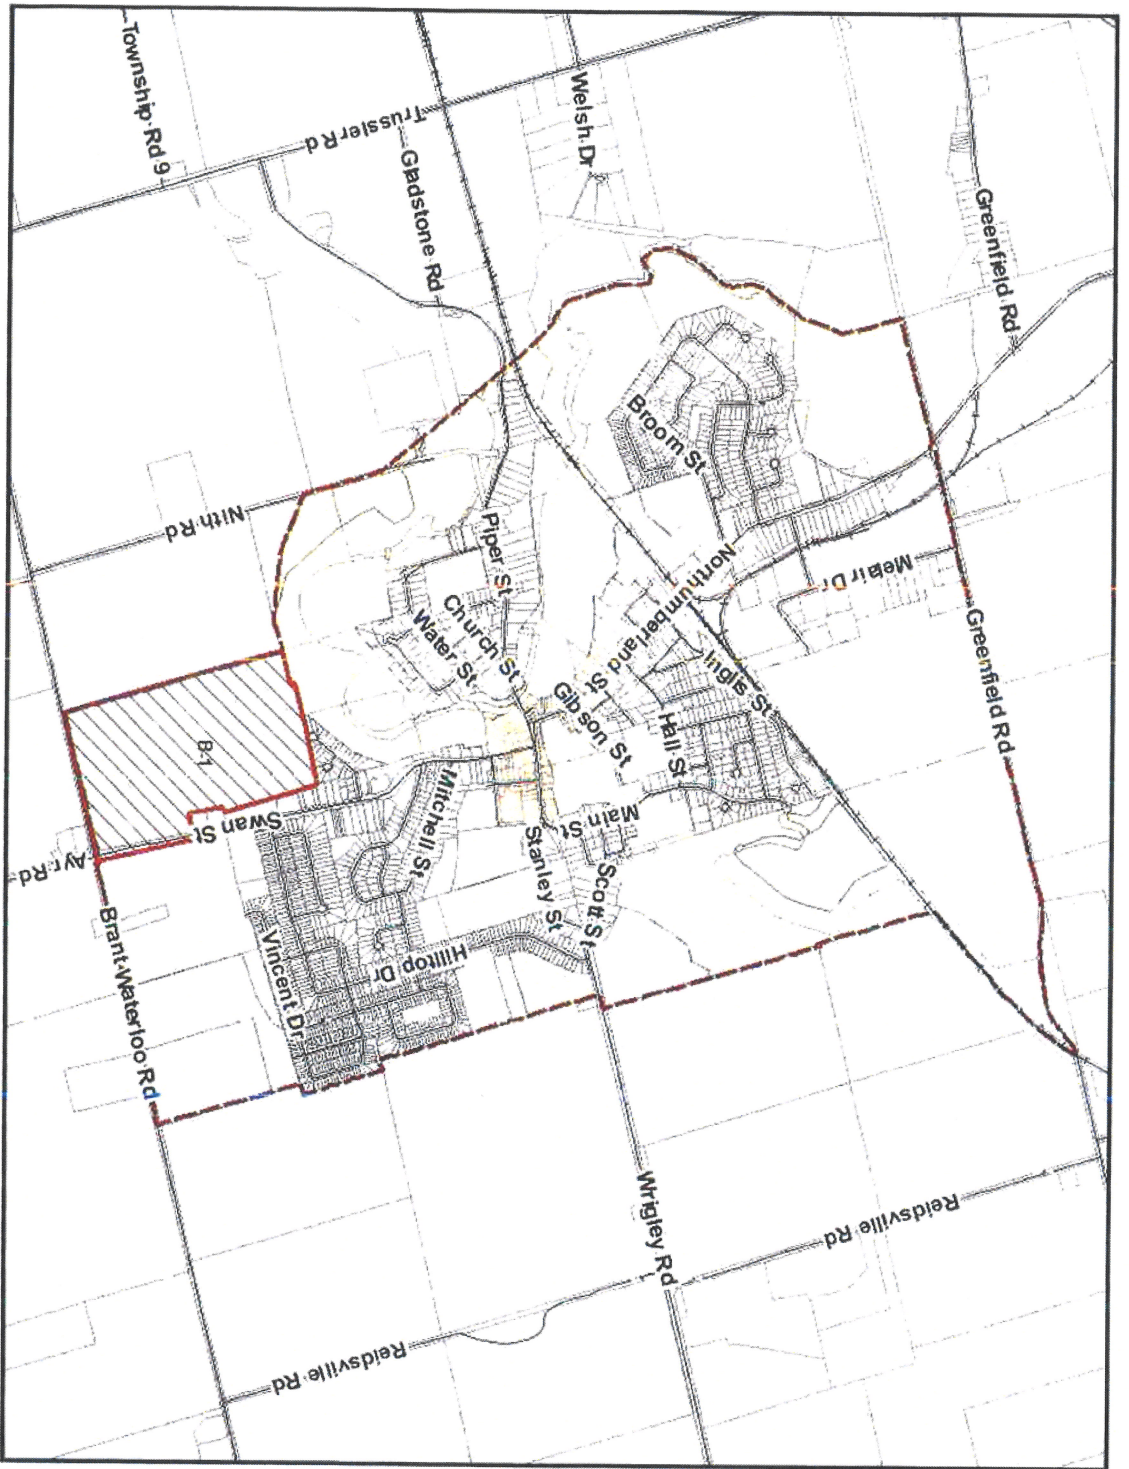 Township Rd 9
Trussler Rd
Gladstone Rd
Welsh Dr
Greenfield Rd
Broom St
Nith Rd
Piper St
Church St
Water St
Northumberland St
Melair Dr
Greenfield Rd
Inglis St
Gibson St
Hall St
B-1
Swan St
Mitchell St
Main St
Stanley St
Scott St
Ayr Rd
Brant-Waterloo Rd
Vincent Dr
Hilltop Dr
Wrigley Rd
Reidsville Rd
Reidsville Rd